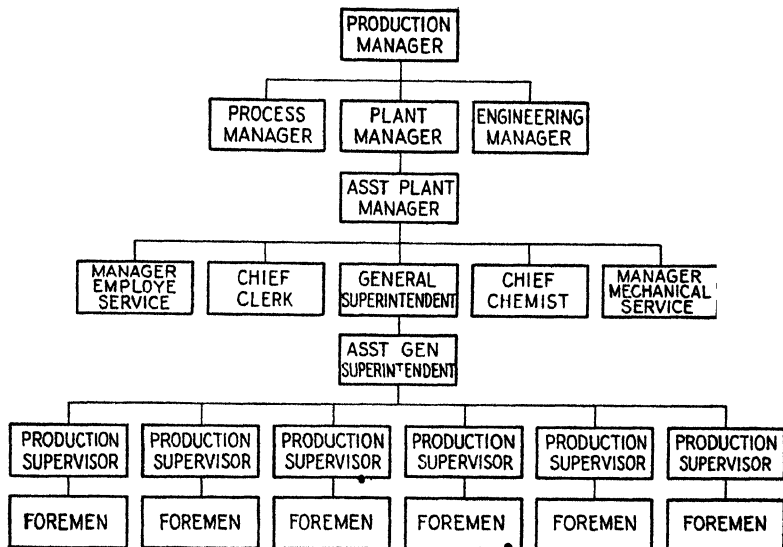 PRODUCTION
MANAGER
PROCESS
MANAGER
PLANT
MANAGER
ENGINEERING
MANAGER
ASST PLANT
MANAGER
MANAGER
EMPLOYE
SERVICE
CHIEF
CLERK
GENERAL
SUPERINTENDENT
CHIEF
CHEMIST
MANAGER
MECHANICAL
SERVICE
ASST GEN
SUPERINTENDENT
PRODUCTION
SUPERVISOR
PRODUCTION
SUPERVISOR
PRODUCTION
SUPERVISOR
PRODUCTION
SUPERVISOR
PRODUCTION
SUPERVISOR
PRODUCTION
SUPERVISOR
FOREMEN
FOREMEN
FOREMEN
FOREMEN
FOREMEN
FOREMEN